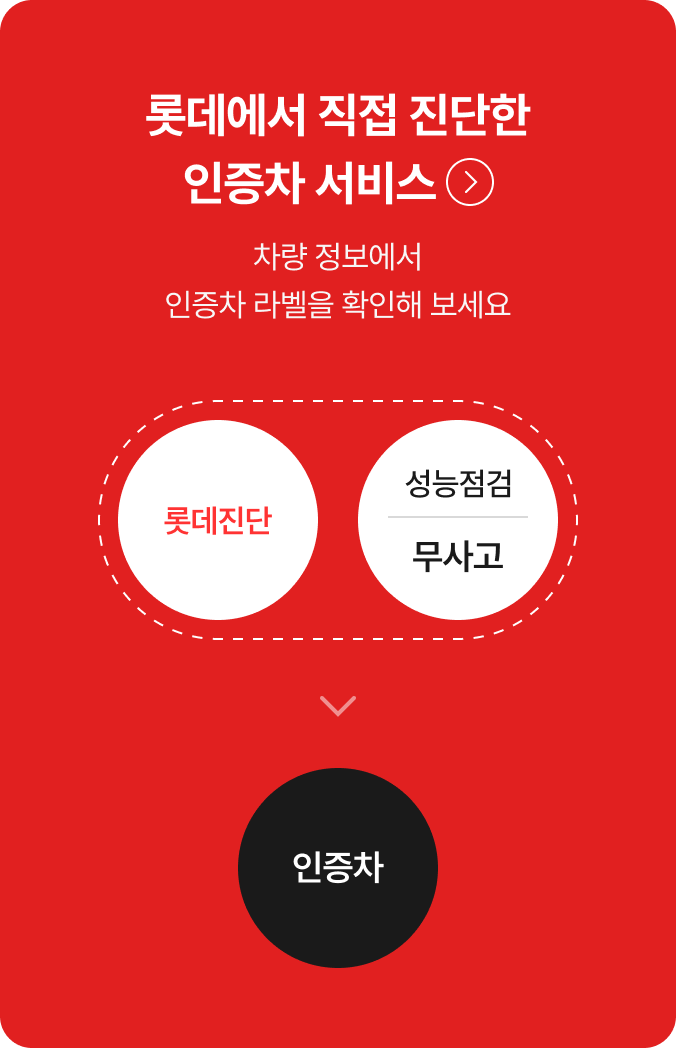 롯데에서 직접 진단한
인증차 서비스
차량 정보에서
인증차 라벨을 확인해 보세요
롯데진단
성능점검
무사고
인증차